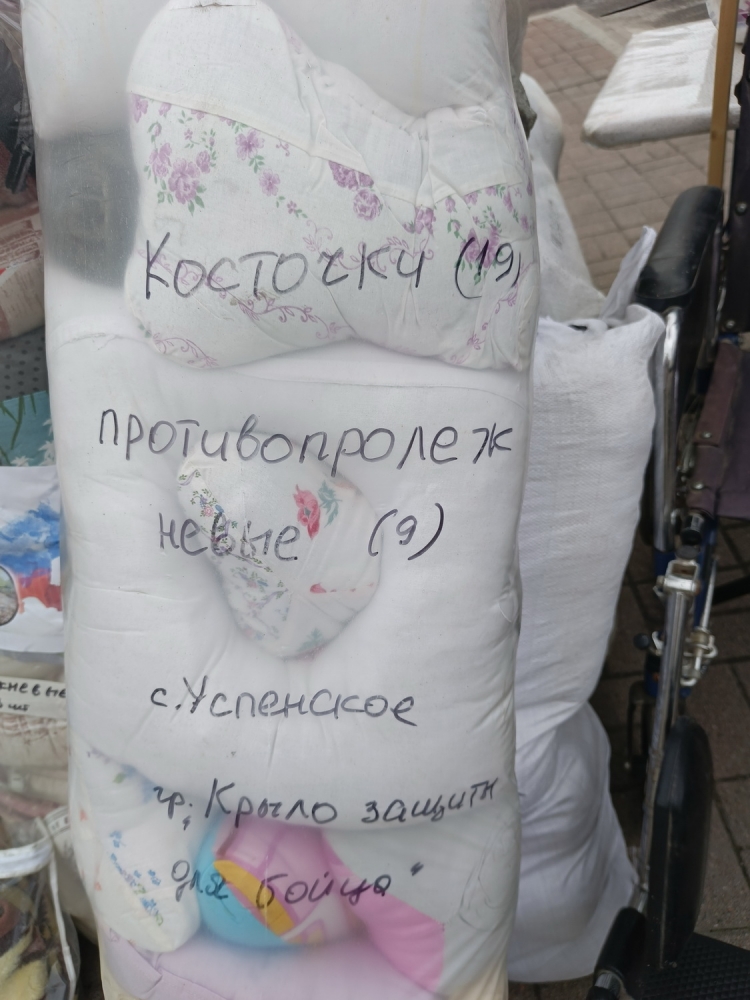 Косточки (19)
противопролеж
невые (9)
с. Успенское
гр. "Крыло защиты
для бойца"